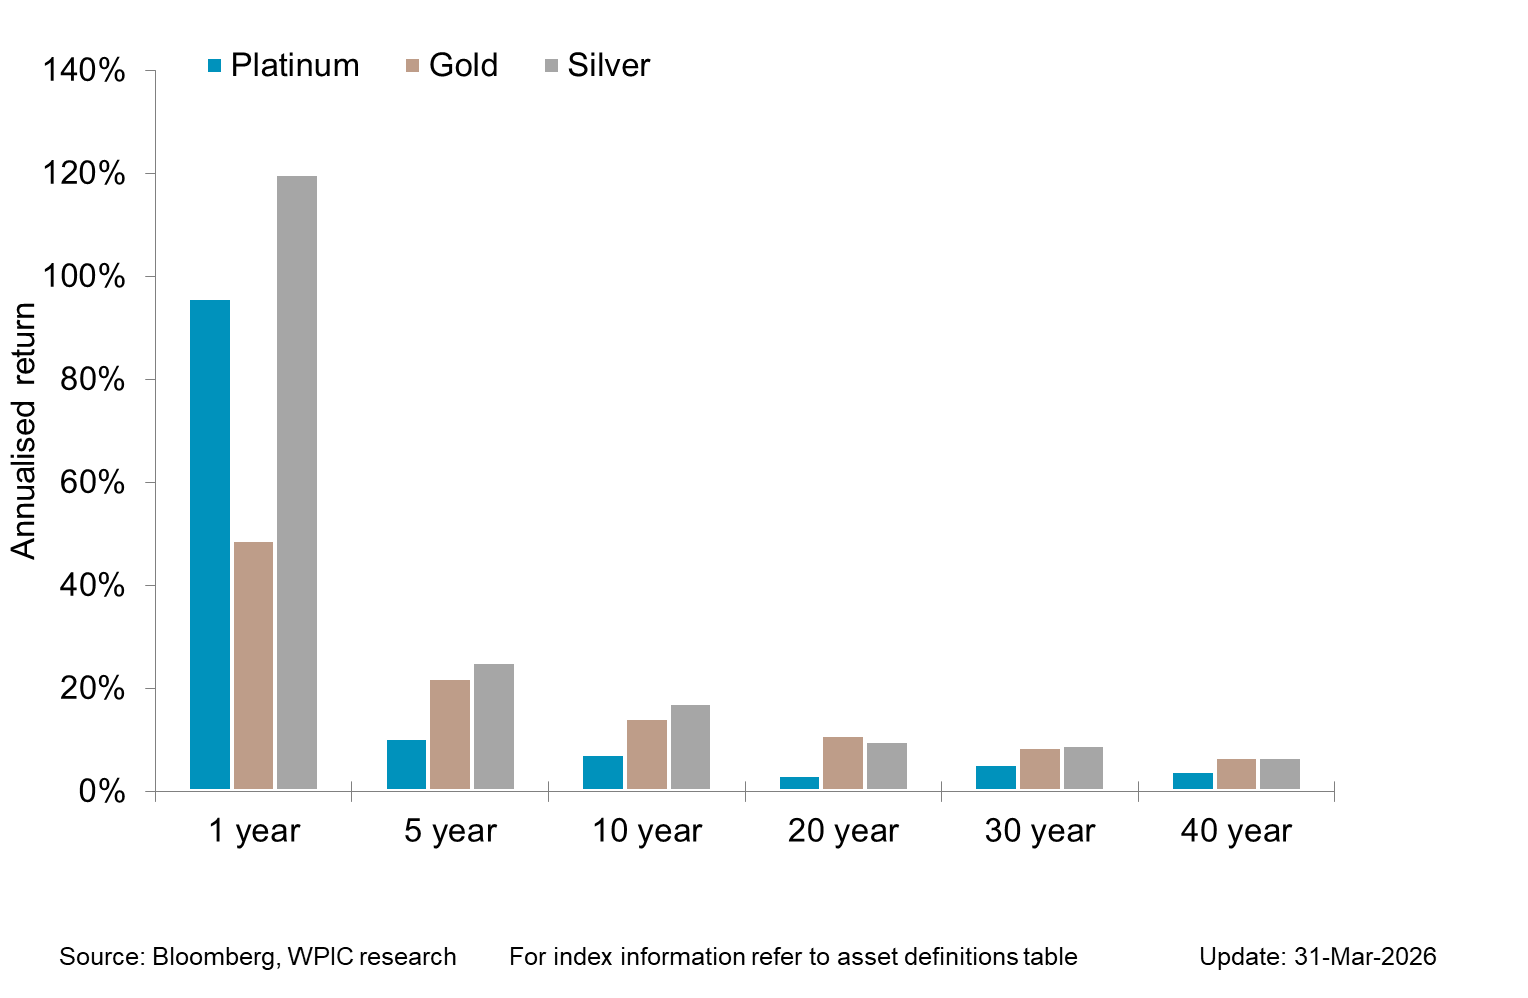 Platinum Gold Silver
140%
120%
100%
80%
60%
40%
20%
0%
Annualised return
1 year 5 year 10 year 20 year 30 year 40 year
Source: Bloomberg, WPIC research For index information refer to asset definitions table Update: 31-Mar-2026